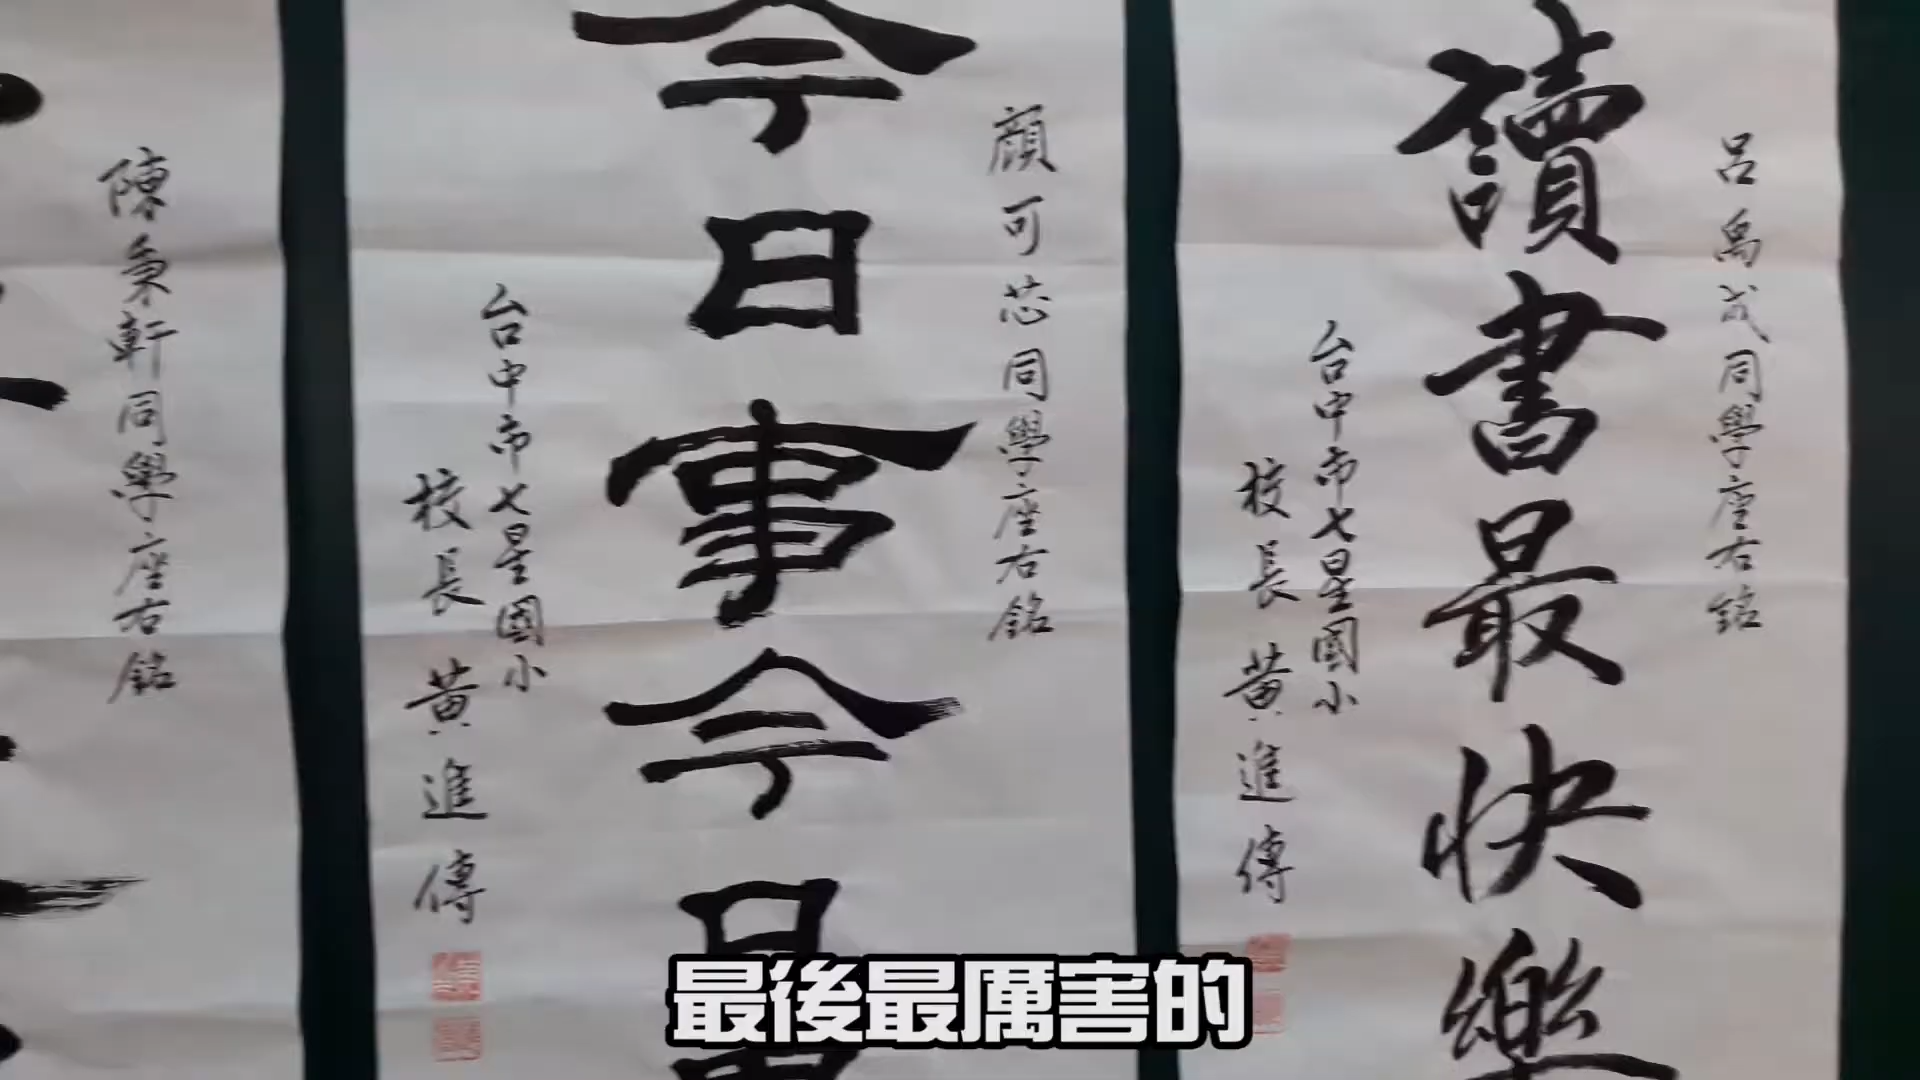 呂禹成同學座右銘
讀書最快樂
台中市七星國小
校長 黃進傳
顏可芯同學座右銘
今日事今日
台中市七星國小
校長 黃進傳
陳秉軒同學座右銘
最後最厲害的